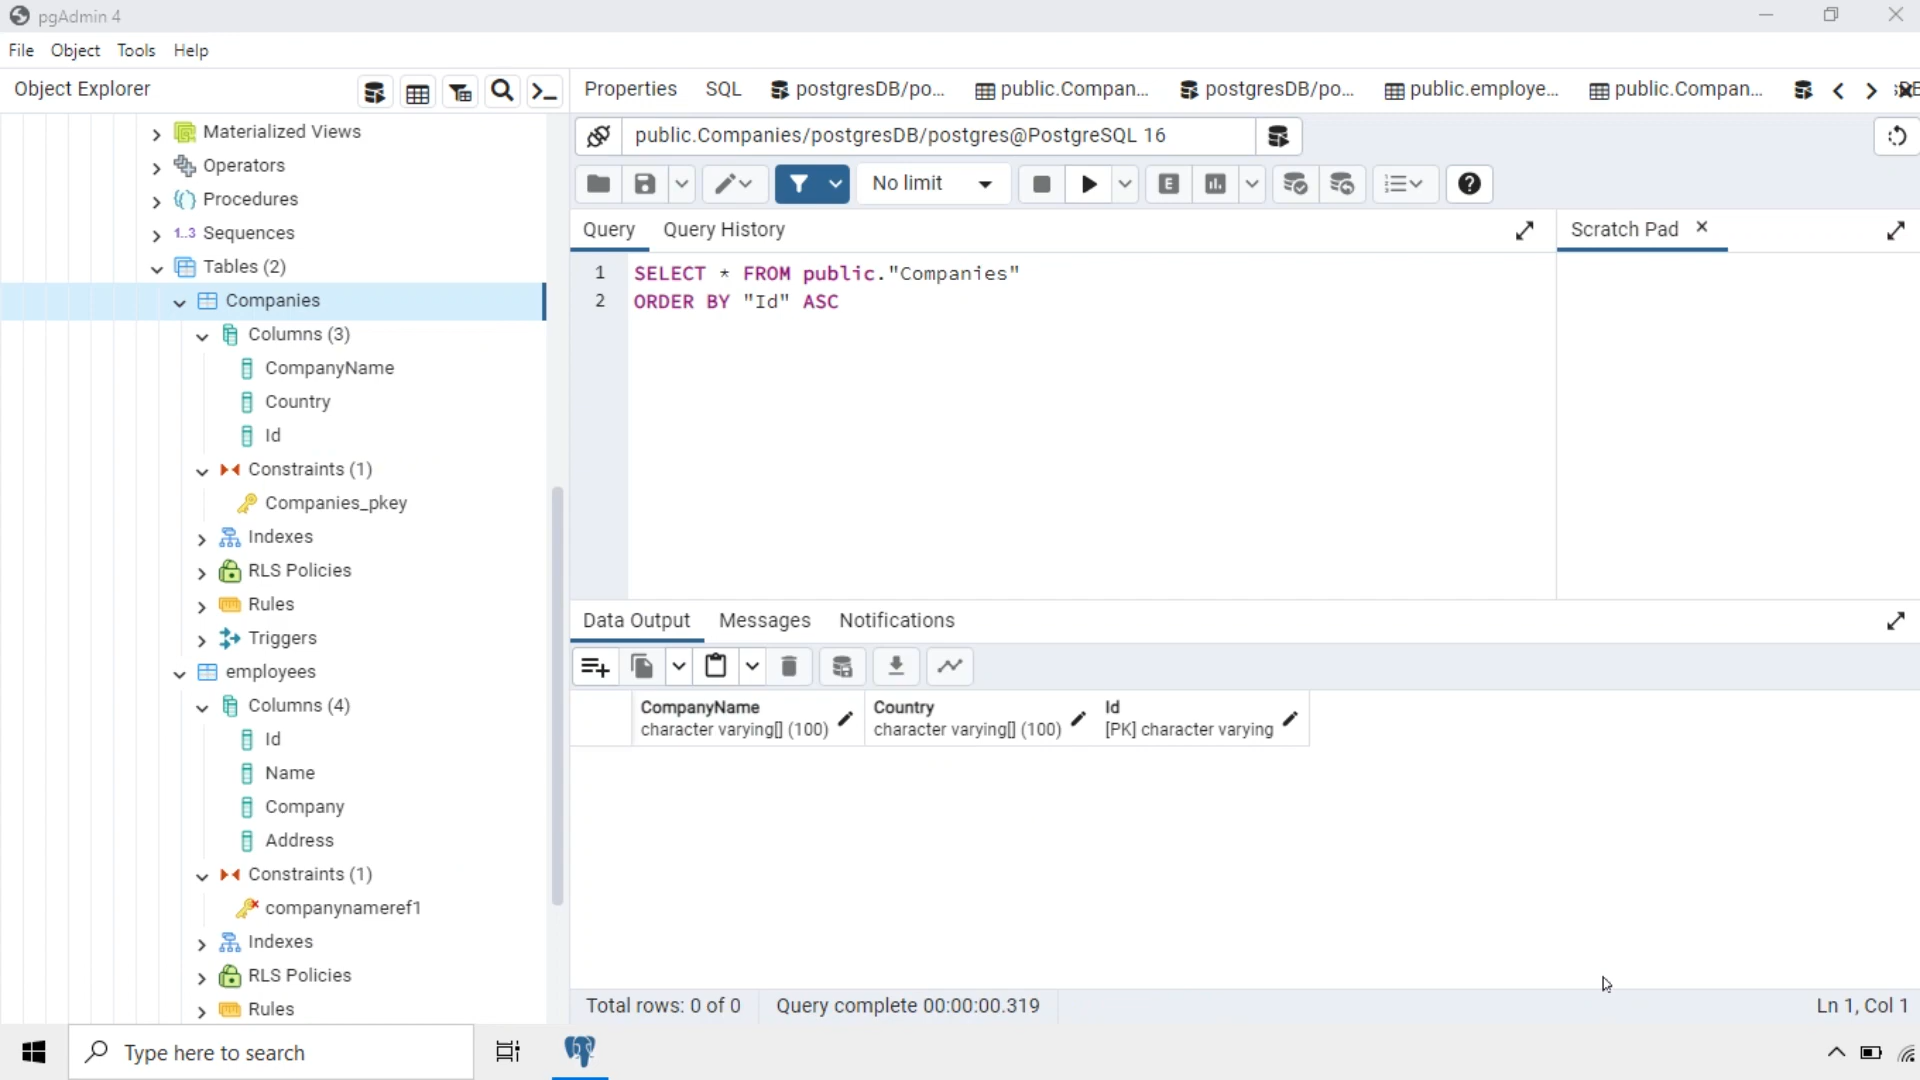 pgAdmin 4
File Object Tools Help
Object Explorer
Properties SQL postgresDB/po... public.Compan... postgresDB/po... public.employe... public.Compan...
Materialized Views
Operators
Procedures
1..3 Sequences
Tables (2)
Companies
Columns (3)
CompanyName
Country
Id
Constraints (1)
Companies_pkey
Indexes
RLS Policies
Rules
Triggers
employees
Columns (4)
Id
Name
Company
Address
Constraints (1)
companynameref1
Indexes
RLS Policies
Rules
public.Companies/postgresDB/postgres@PostgreSQL 16
No limit
E
Query Query History
Scratch Pad
1 SELECT * FROM public."Companies"
2 ORDER BY "Id" ASC
Data Output Messages Notifications
CompanyName
character varying[] (100)
Country
character varying[] (100)
Id
[PK] character varying
Total rows: 0 of 0 Query complete 00:00:00.319
Ln 1, Col 1
Type here to search